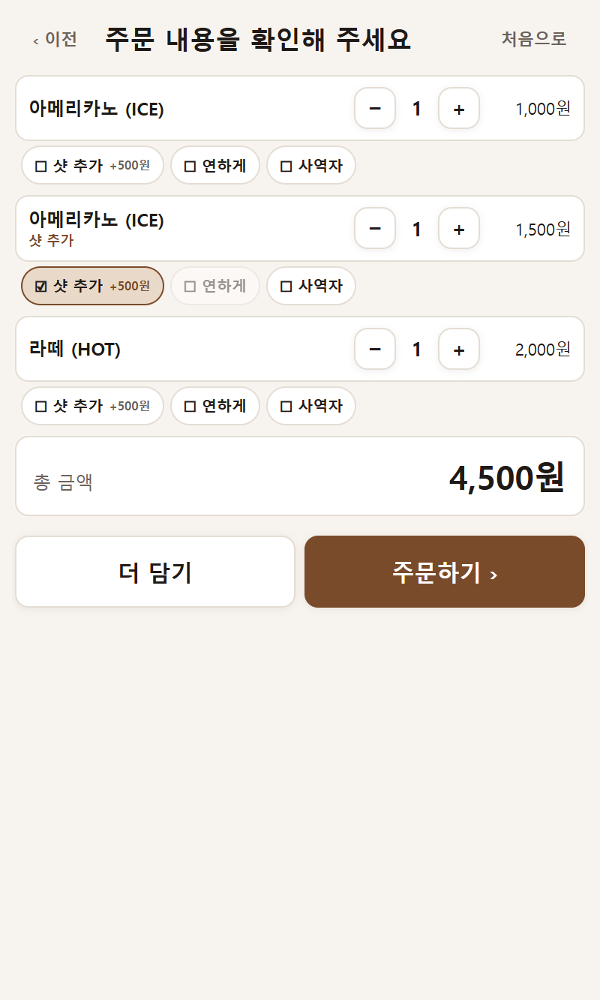 ‹ 이전 주문 내용을 확인해 주세요 처음으로
아메리카노 (ICE) − 1 + 1,000원
☐ 샷 추가 +500원 ☐ 연하게 ☐ 사역자
아메리카노 (ICE) − 1 + 1,500원
샷 추가
☑ 샷 추가 +500원 ☐ 연하게 ☐ 사역자
라떼 (HOT) − 1 + 2,000원
☐ 샷 추가 +500원 ☐ 연하게 ☐ 사역자
총 금액 4,500원
더 담기 주문하기 ›